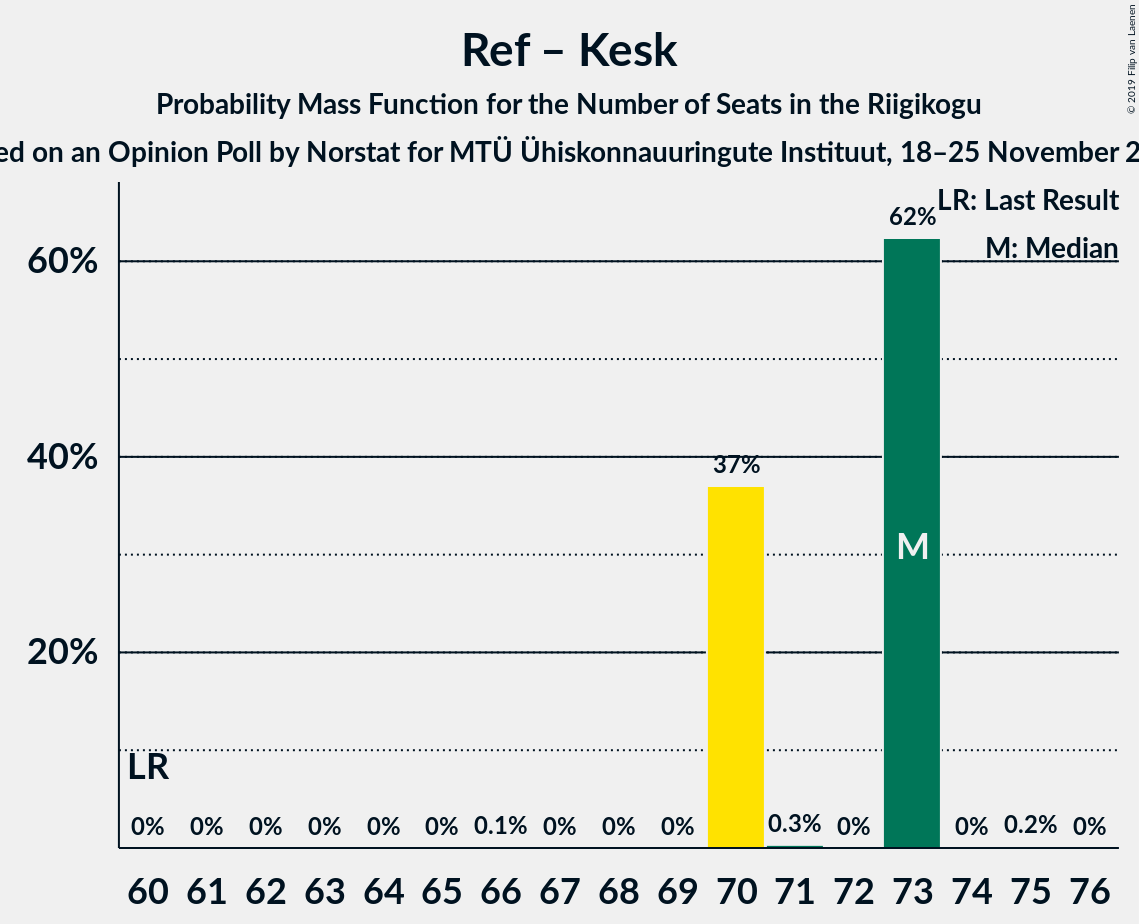 Ref – Kesk
Probability Mass Function for the Number of Seats in the Riigikogu
on an Opinion Poll by Norstat for MTÜ Ühiskonnauuringute Instituut, 18–25 November
© 2019 Filip van Laenen
LR: Last Result
M: Median
60%
40%
20%
62%
37%
M
LR
0% 0% 0% 0% 0% 0% 0.1% 0% 0% 0% 0.3% 0% 0% 0.2% 0%
60 61 62 63 64 65 66 67 68 69 70 71 72 73 74 75 76